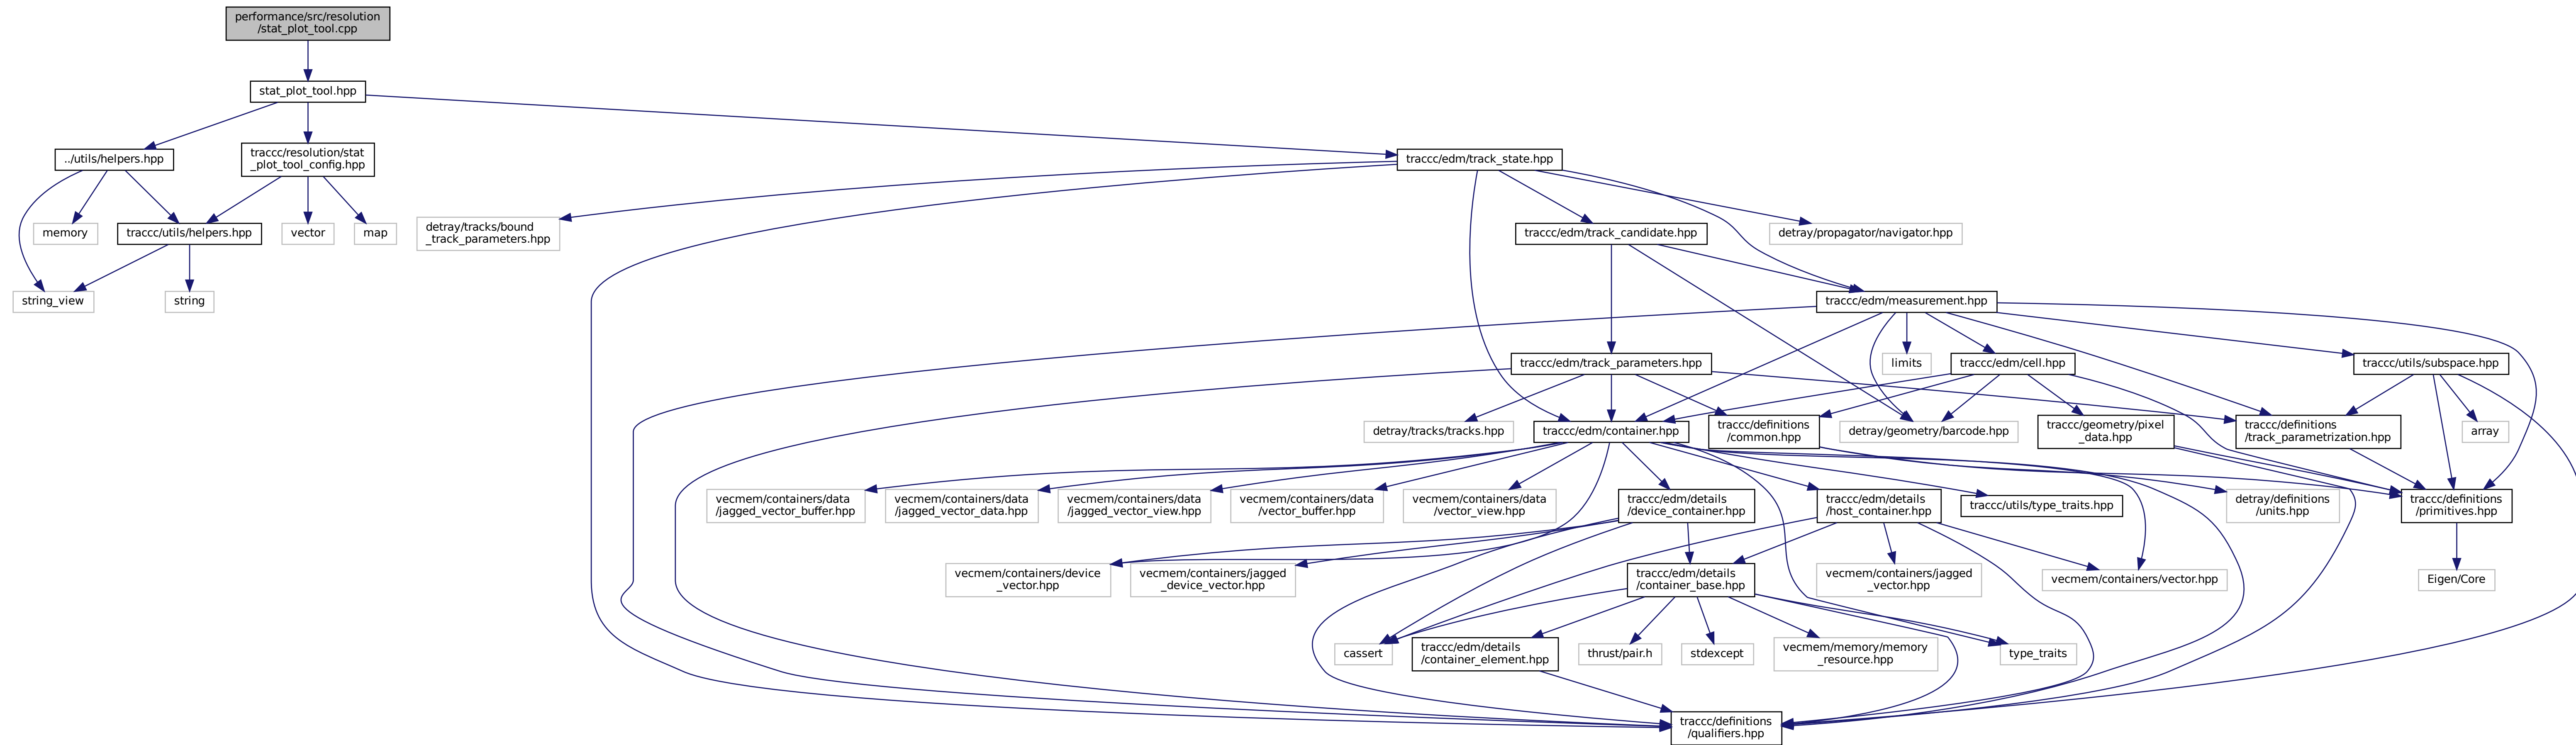 performance/src/resolution
/stat_plot_tool.cpp
stat_plot_tool.hpp
../utils/helpers.hpp
traccc/resolution/stat
_plot_tool_config.hpp
traccc/edm/track_state.hpp
memory
traccc/utils/helpers.hpp
vector
map
detray/tracks/bound
_track_parameters.hpp
traccc/edm/track_candidate.hpp
detray/propagator/navigator.hpp
string_view
string
traccc/edm/measurement.hpp
traccc/edm/track_parameters.hpp
limits
traccc/edm/cell.hpp
traccc/utils/subspace.hpp
detray/tracks/tracks.hpp
traccc/edm/container.hpp
traccc/definitions
/common.hpp
detray/geometry/barcode.hpp
traccc/geometry/pixel
_data.hpp
traccc/definitions
/track_parametrization.hpp
array
vecmem/containers/data
/jagged_vector_buffer.hpp
vecmem/containers/data
/jagged_vector_data.hpp
vecmem/containers/data
/jagged_vector_view.hpp
vecmem/containers/data
/vector_buffer.hpp
vecmem/containers/data
/vector_view.hpp
traccc/edm/details
/device_container.hpp
traccc/edm/details
/host_container.hpp
traccc/utils/type_traits.hpp
detray/definitions
/units.hpp
traccc/definitions
/primitives.hpp
vecmem/containers/device
_vector.hpp
vecmem/containers/jagged
_device_vector.hpp
traccc/edm/details
/container_base.hpp
vecmem/containers/jagged
_vector.hpp
vecmem/containers/vector.hpp
Eigen/Core
cassert
traccc/edm/details
/container_element.hpp
thrust/pair.h
stdexcept
vecmem/memory/memory
_resource.hpp
type_traits
traccc/definitions
/qualifiers.hpp